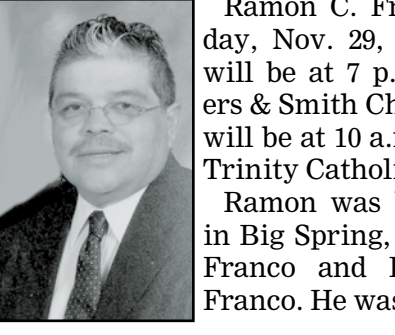 Ramon C. Fr
day, Nov. 29,
will be at 7 p.
ers & Smith Ch
will be at 10 a.
Trinity Catholi
Ramon was
in Big Spring,
Franco and
Franco. He was